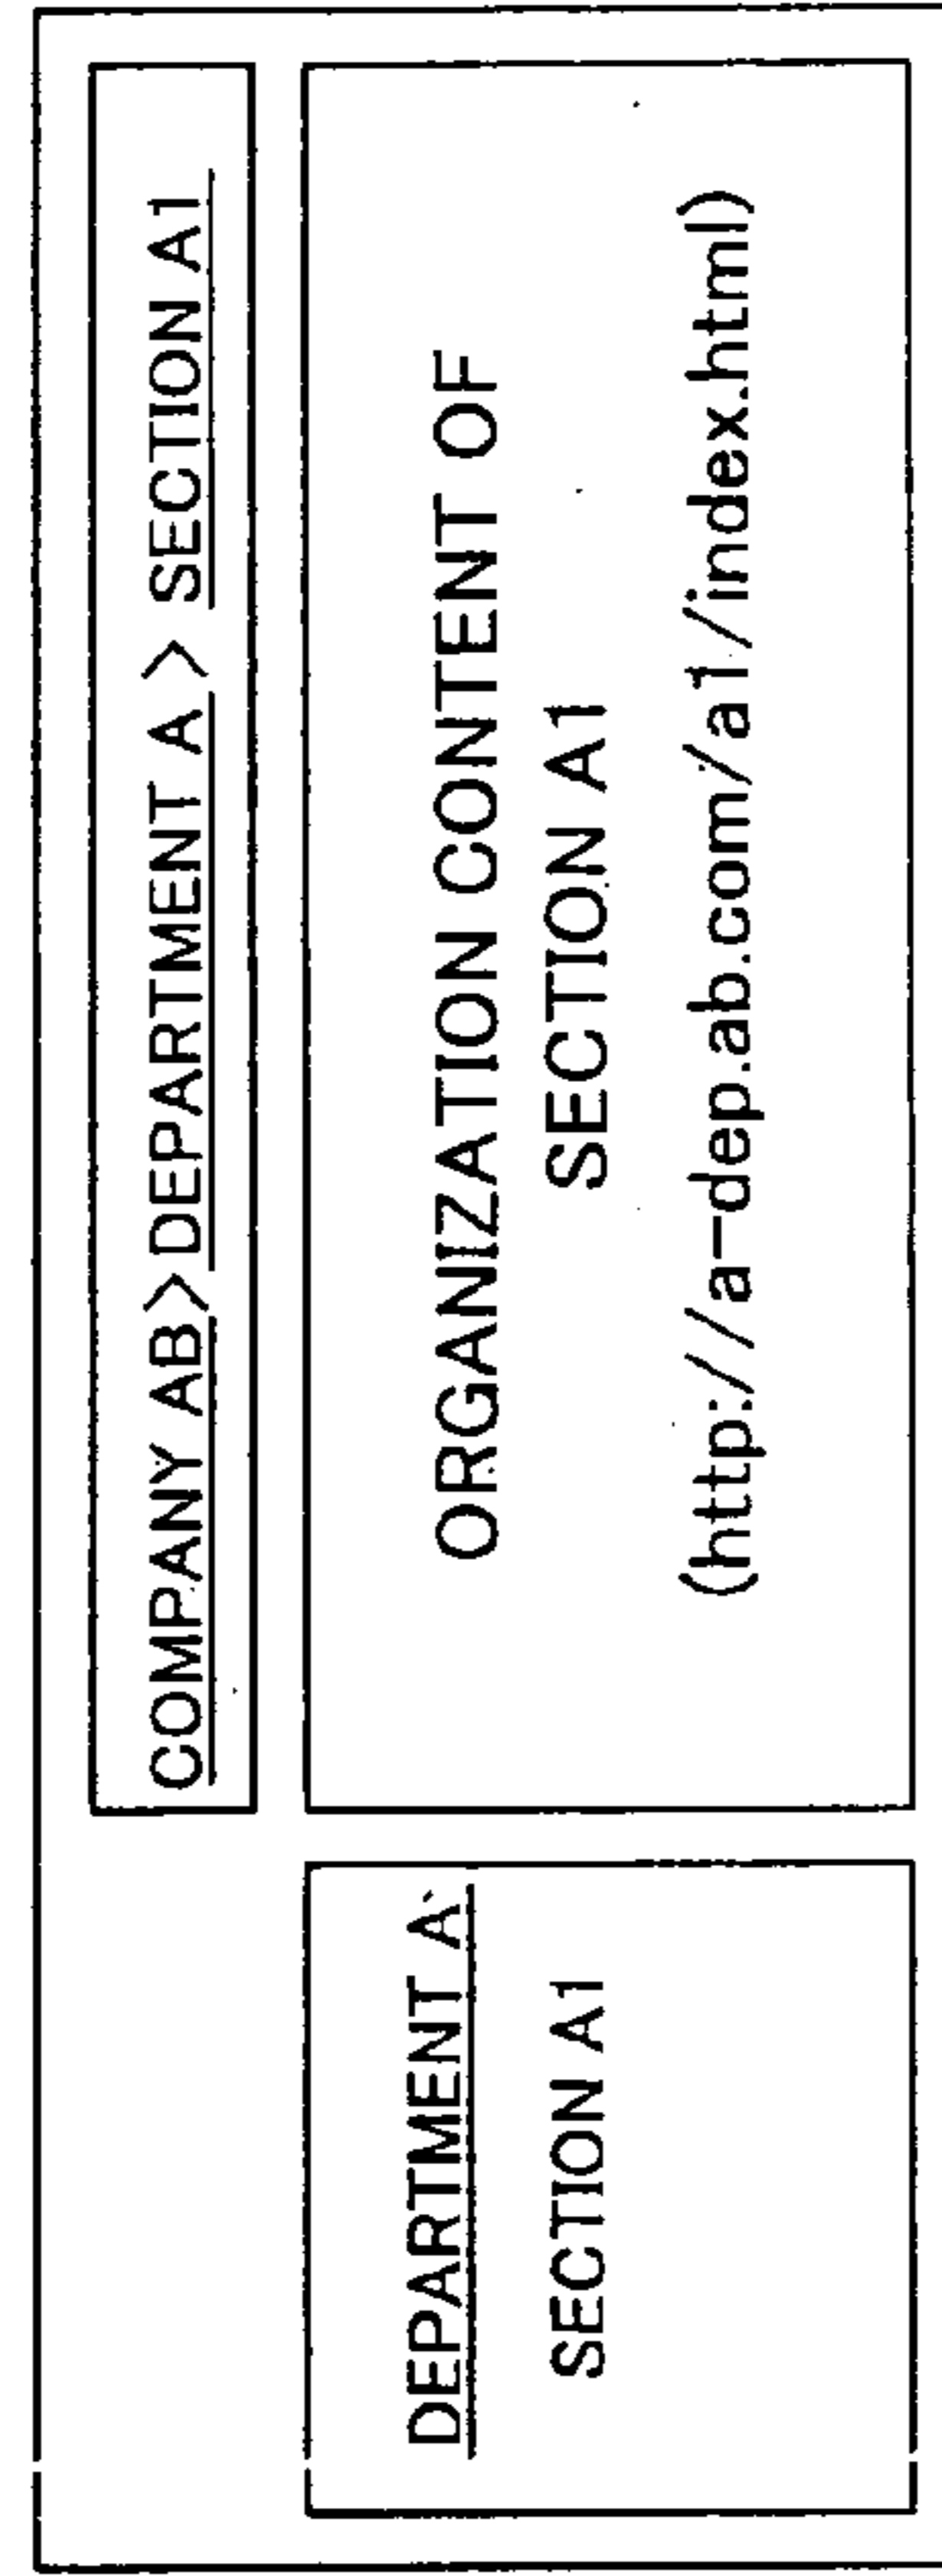 COMPANY AB>DEPARTMENT A > SECTION A1
DEPARTMENT A
SECTION A1
ORGANIZATION CONTENT OF
SECTION A1
(http://a-dep.ab.com/a1/index.html)